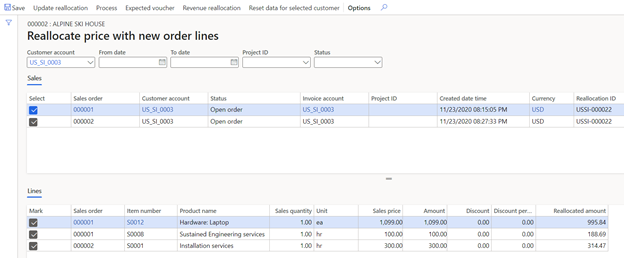 Save Update reallocation Process Expected voucher Revenue reallocation Reset data for selected customer Options
000002 : ALPINE SKI HOUSE
Reallocate price with new order lines
Customer account From date To date Project ID Status
US_SI_0003
Sales
Select Sales order Customer account Status Invoice account Project ID Created date time Currency Reallocation ID
000001 US_SI_0003 Open order US_SI_0003 11/23/2020 08:15:05 PM USD USSI-000022
000002 US_SI_0003 Open order US_SI_0003 11/23/2020 08:27:33 PM USD USSI-000022
Lines
Mark Sales order Item number Product name Sales quantity Unit Sales price Amount Discount Discount per... Reallocated amount
000001 S0012 Hardware: Laptop 1.00 ea 1,099.00 1,099.00 0.00 0.00 995.84
000001 S0008 Sustained Engineering services 1.00 hr 100.00 100.00 0.00 0.00 188.69
000002 S0001 Installation services 1.00 hr 300.00 300.00 0.00 0.00 314.47